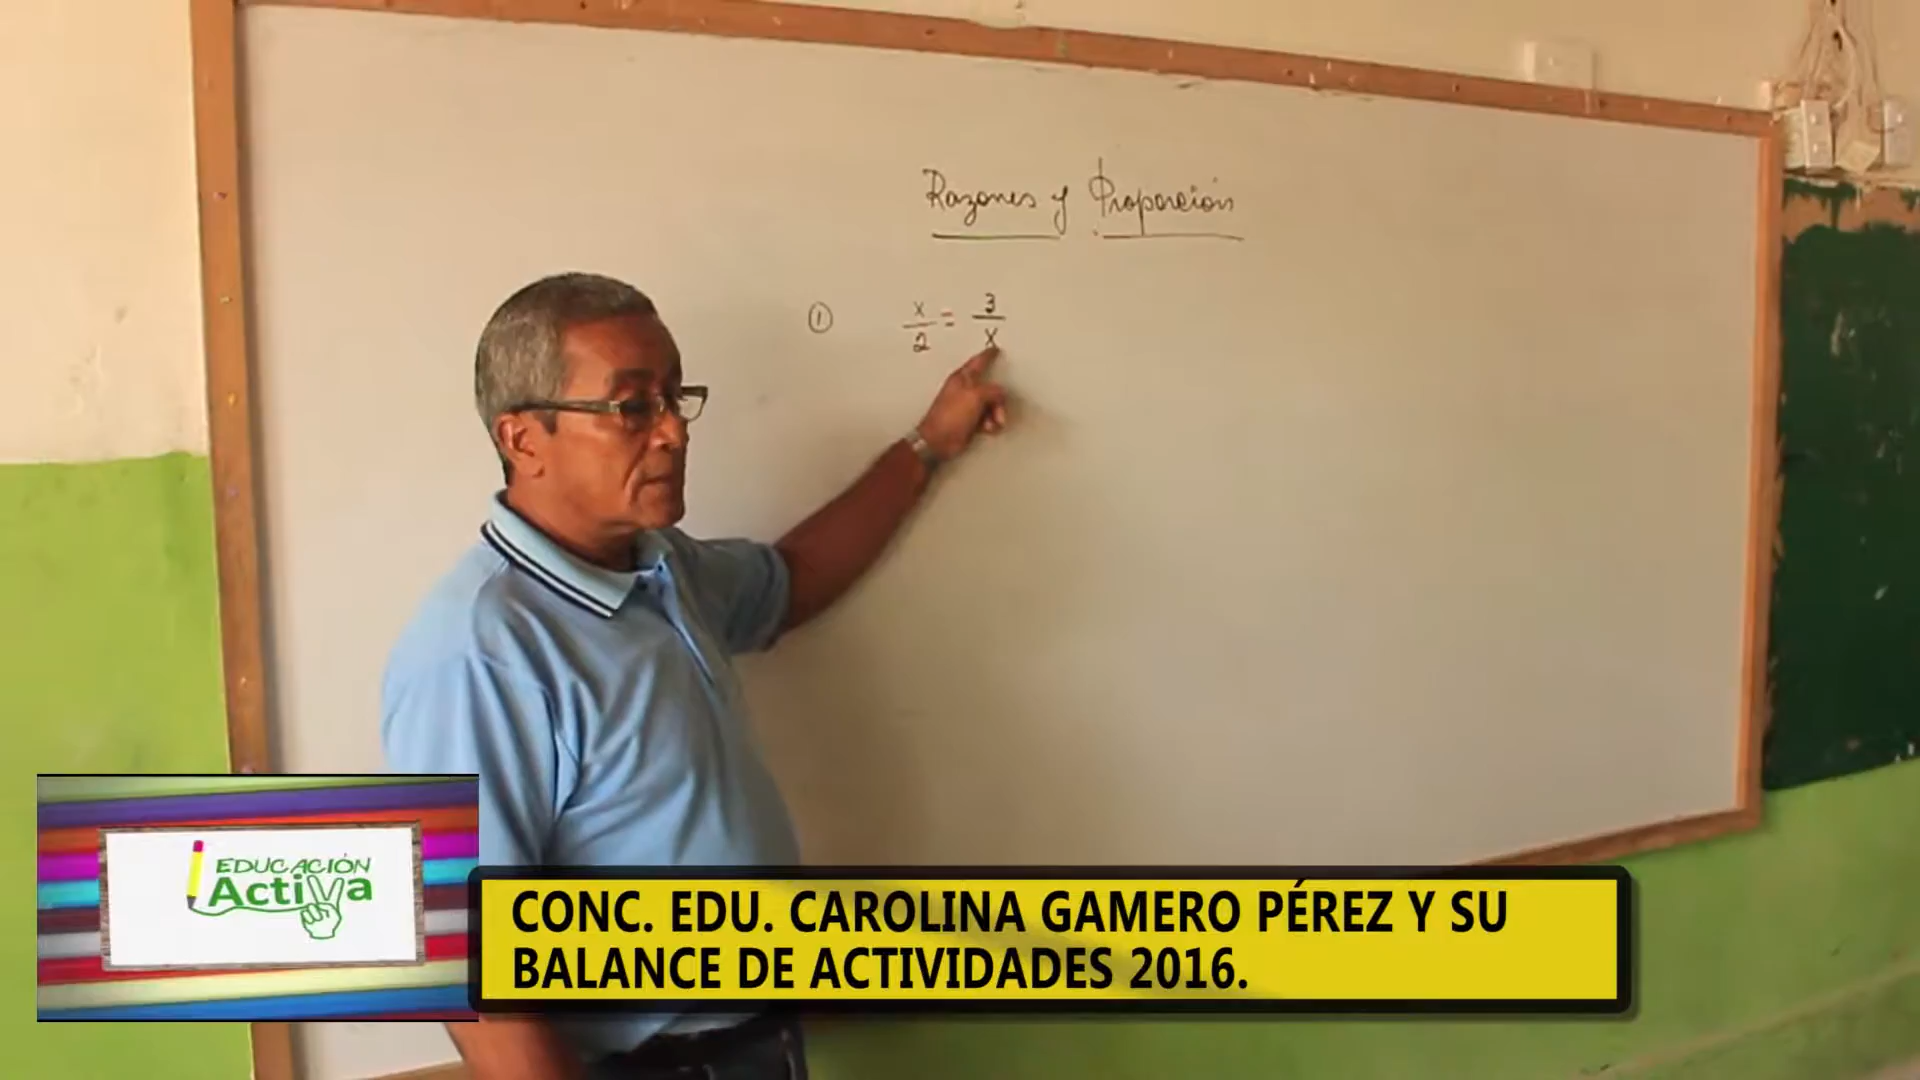 Razones y Proporción
① x/2 = 3/x
EDUCACIÓN
Activa
CONC. EDU. CAROLINA GAMERO PÉREZ Y SU
BALANCE DE ACTIVIDADES 2016.